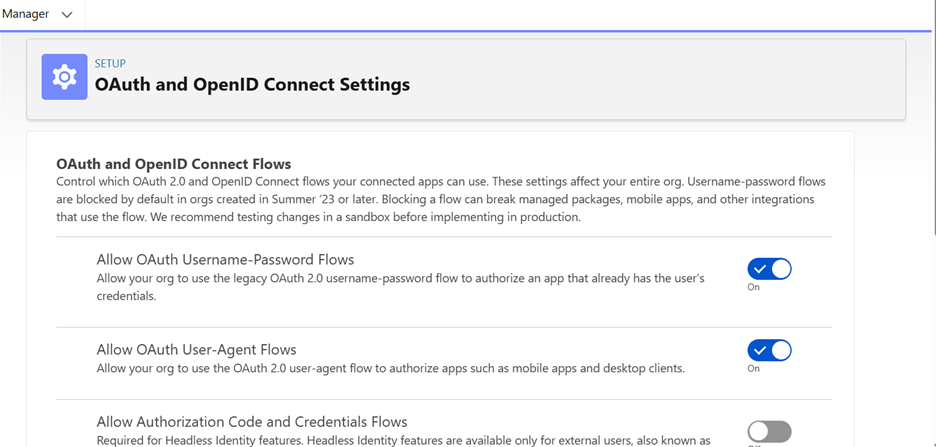 Manager
SETUP
OAuth and OpenID Connect Settings
OAuth and OpenID Connect Flows
Control which OAuth 2.0 and OpenID Connect flows your connected apps can use. These settings affect your entire org. Username-password flows
are blocked by default in orgs created in Summer ‘23 or later. Blocking a flow can break managed packages, mobile apps, and other integrations
that use the flow. We recommend testing changes in a sandbox before implementing in production.
Allow OAuth Username-Password Flows
Allow your org to use the legacy OAuth 2.0 username-password flow to authorize an app that already has the user’s
credentials.
On
Allow OAuth User-Agent Flows
Allow your org to use the OAuth 2.0 user-agent flow to authorize apps such as mobile apps and desktop clients.
On
Allow Authorization Code and Credentials Flows
Required for Headless Identity features. Headless Identity features are available only for external users, also known as